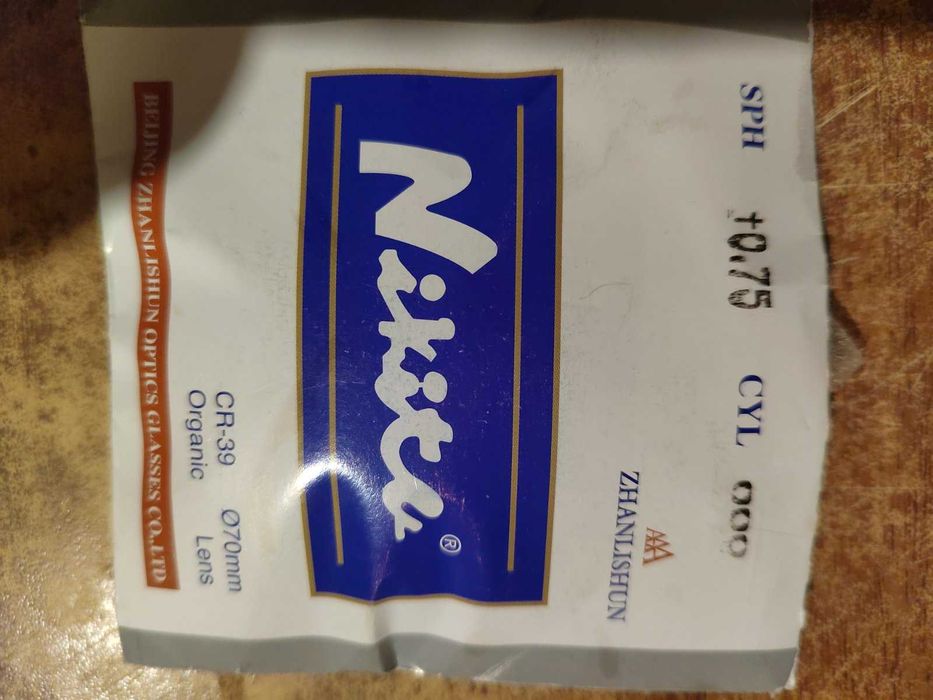 SPH +0.75 CYL 000
ZHANLISHUN
Nikita®
CR-39 Ø70mm
Organic Lens
BEIJING ZHANLISHUN OPTICS GLASSES CO.,LTD